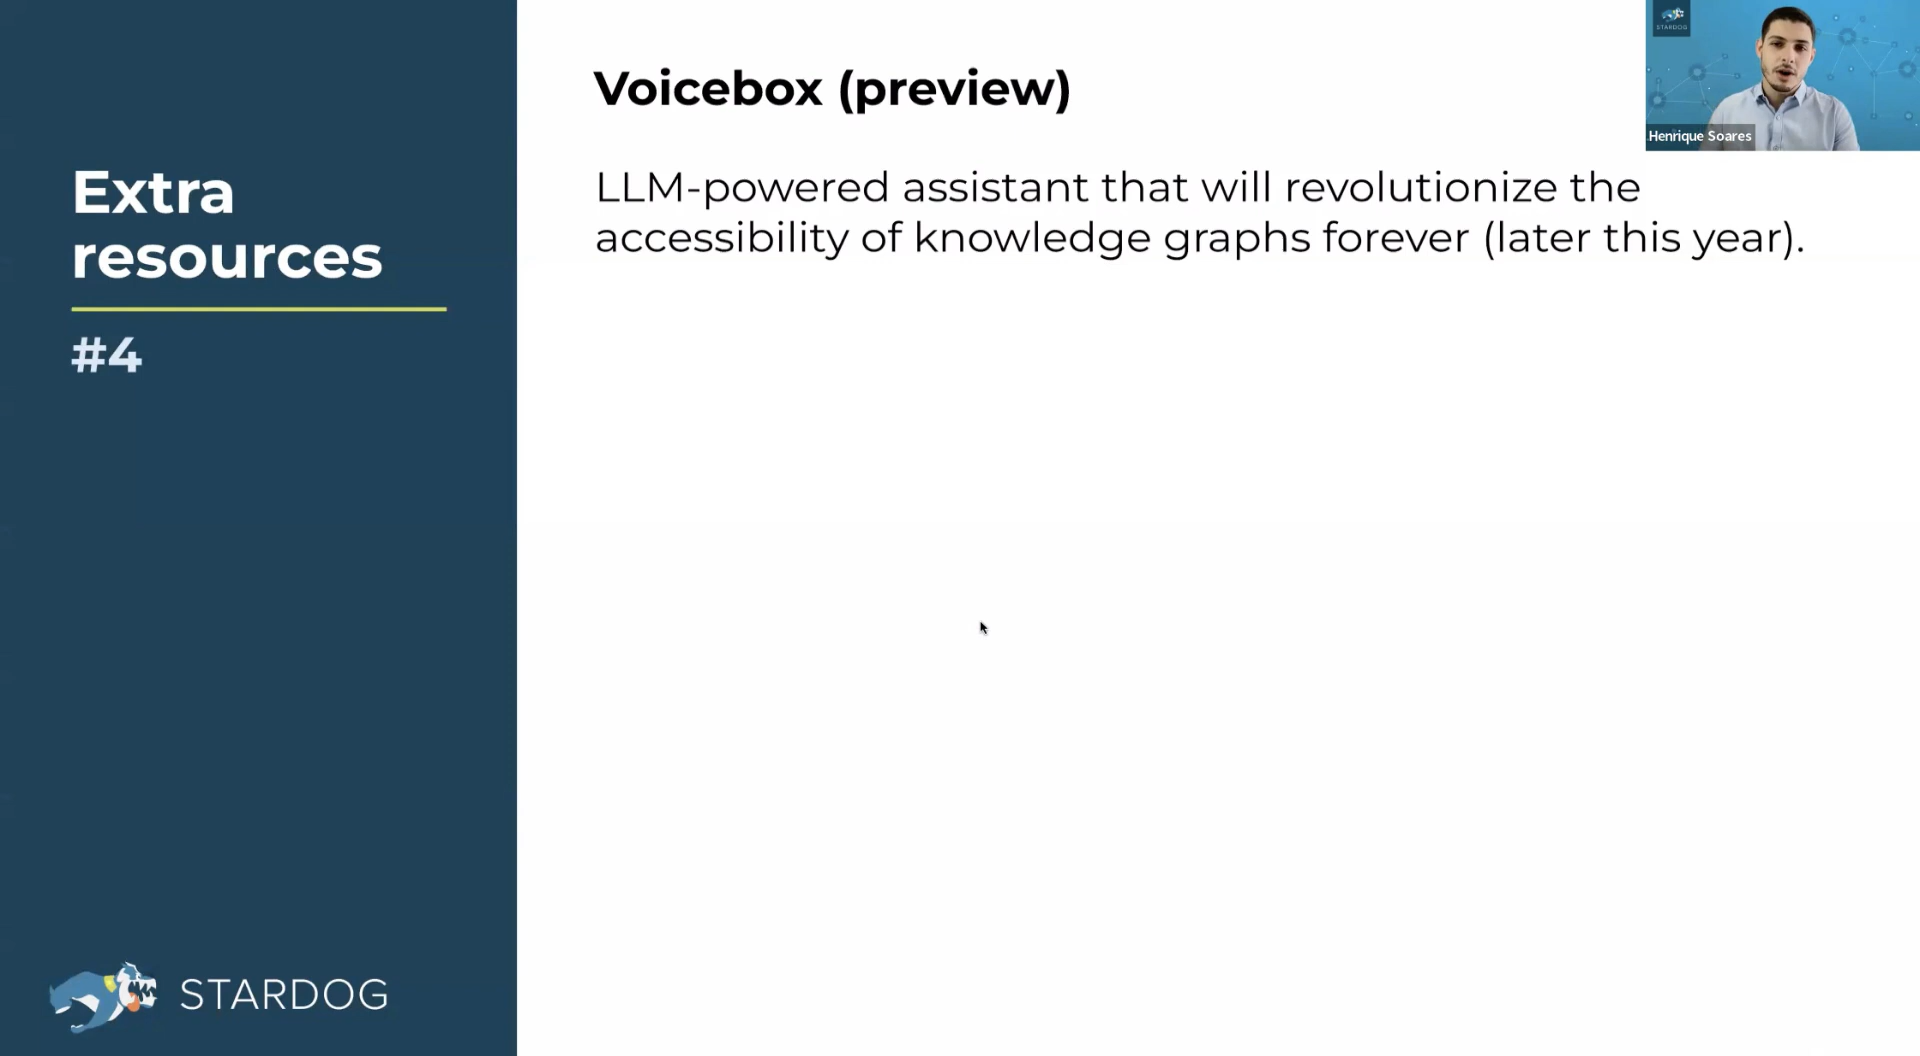 Extra
resources
#4
STARDOG
Voicebox (preview)
LLM-powered assistant that will revolutionize the
accessibility of knowledge graphs forever (later this year).
STARDOG
Henrique Soares